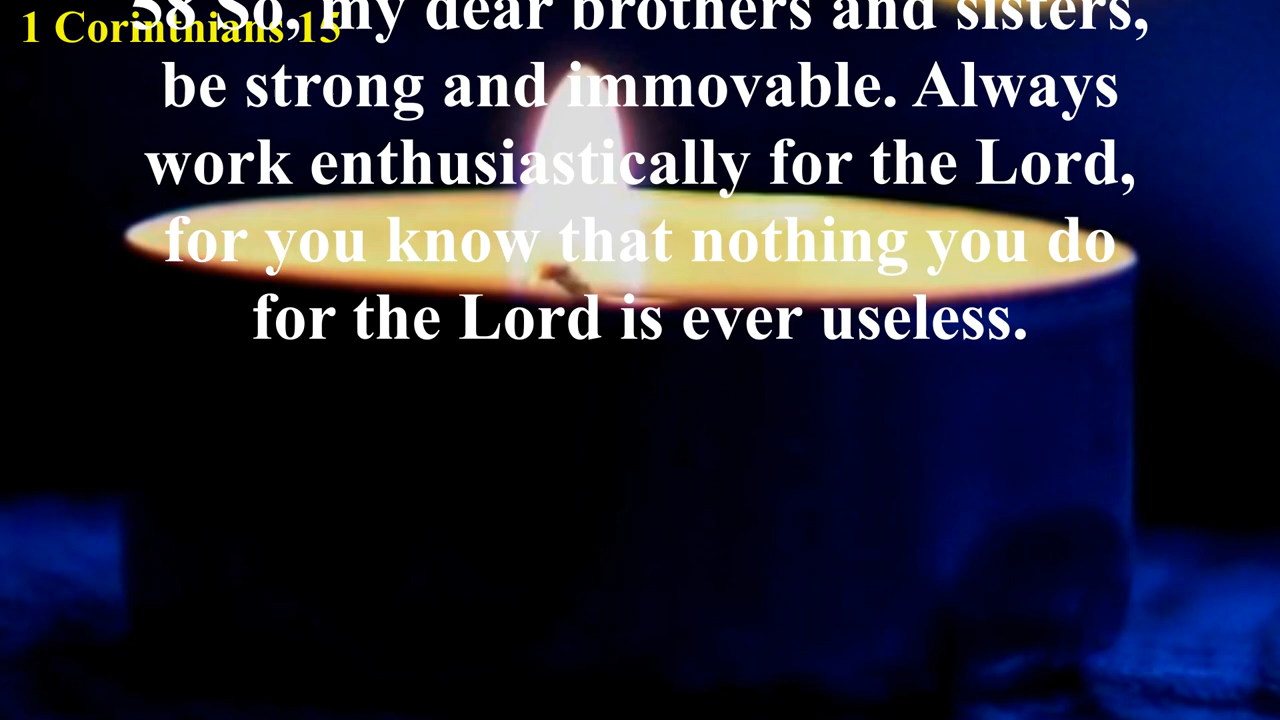 1 Corinthians 15
58 So, my dear brothers and sisters,
be strong and immovable. Always
work enthusiastically for the Lord,
for you know that nothing you do
for the Lord is ever useless.